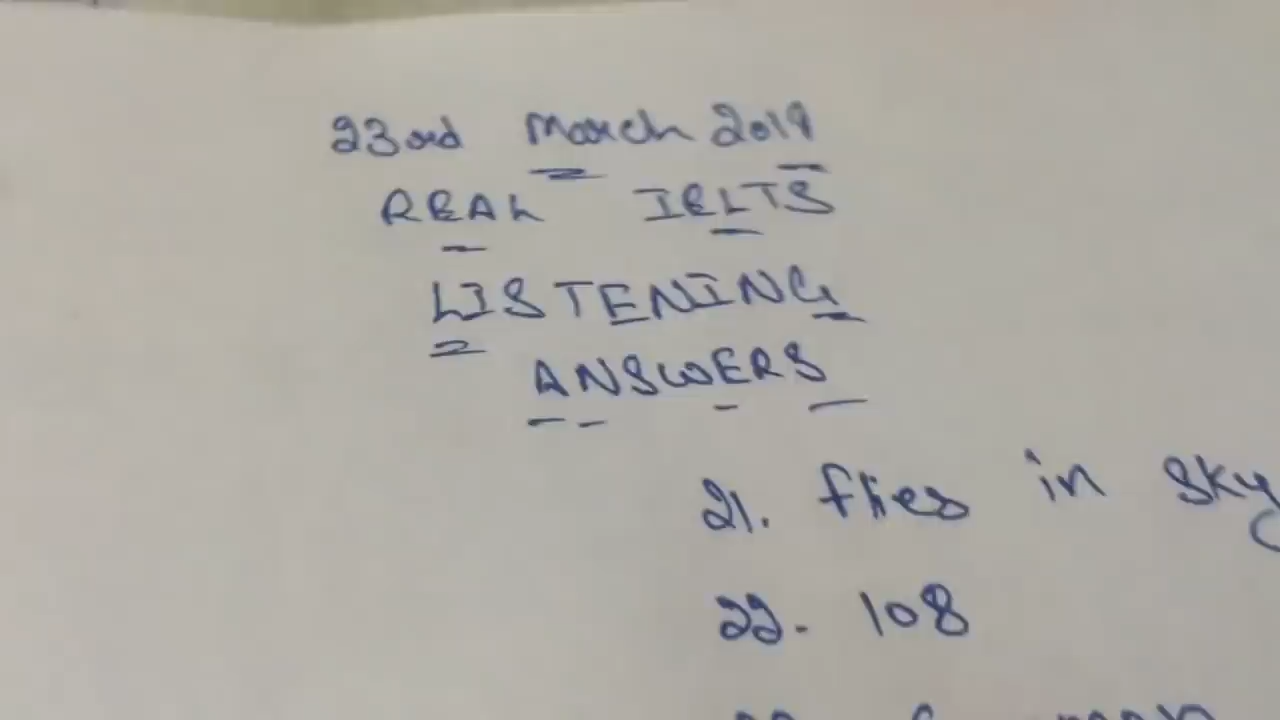 23rd March 2019
REAL IELTS
LISTENING
ANSWERS
21. flies in sky
22. 108